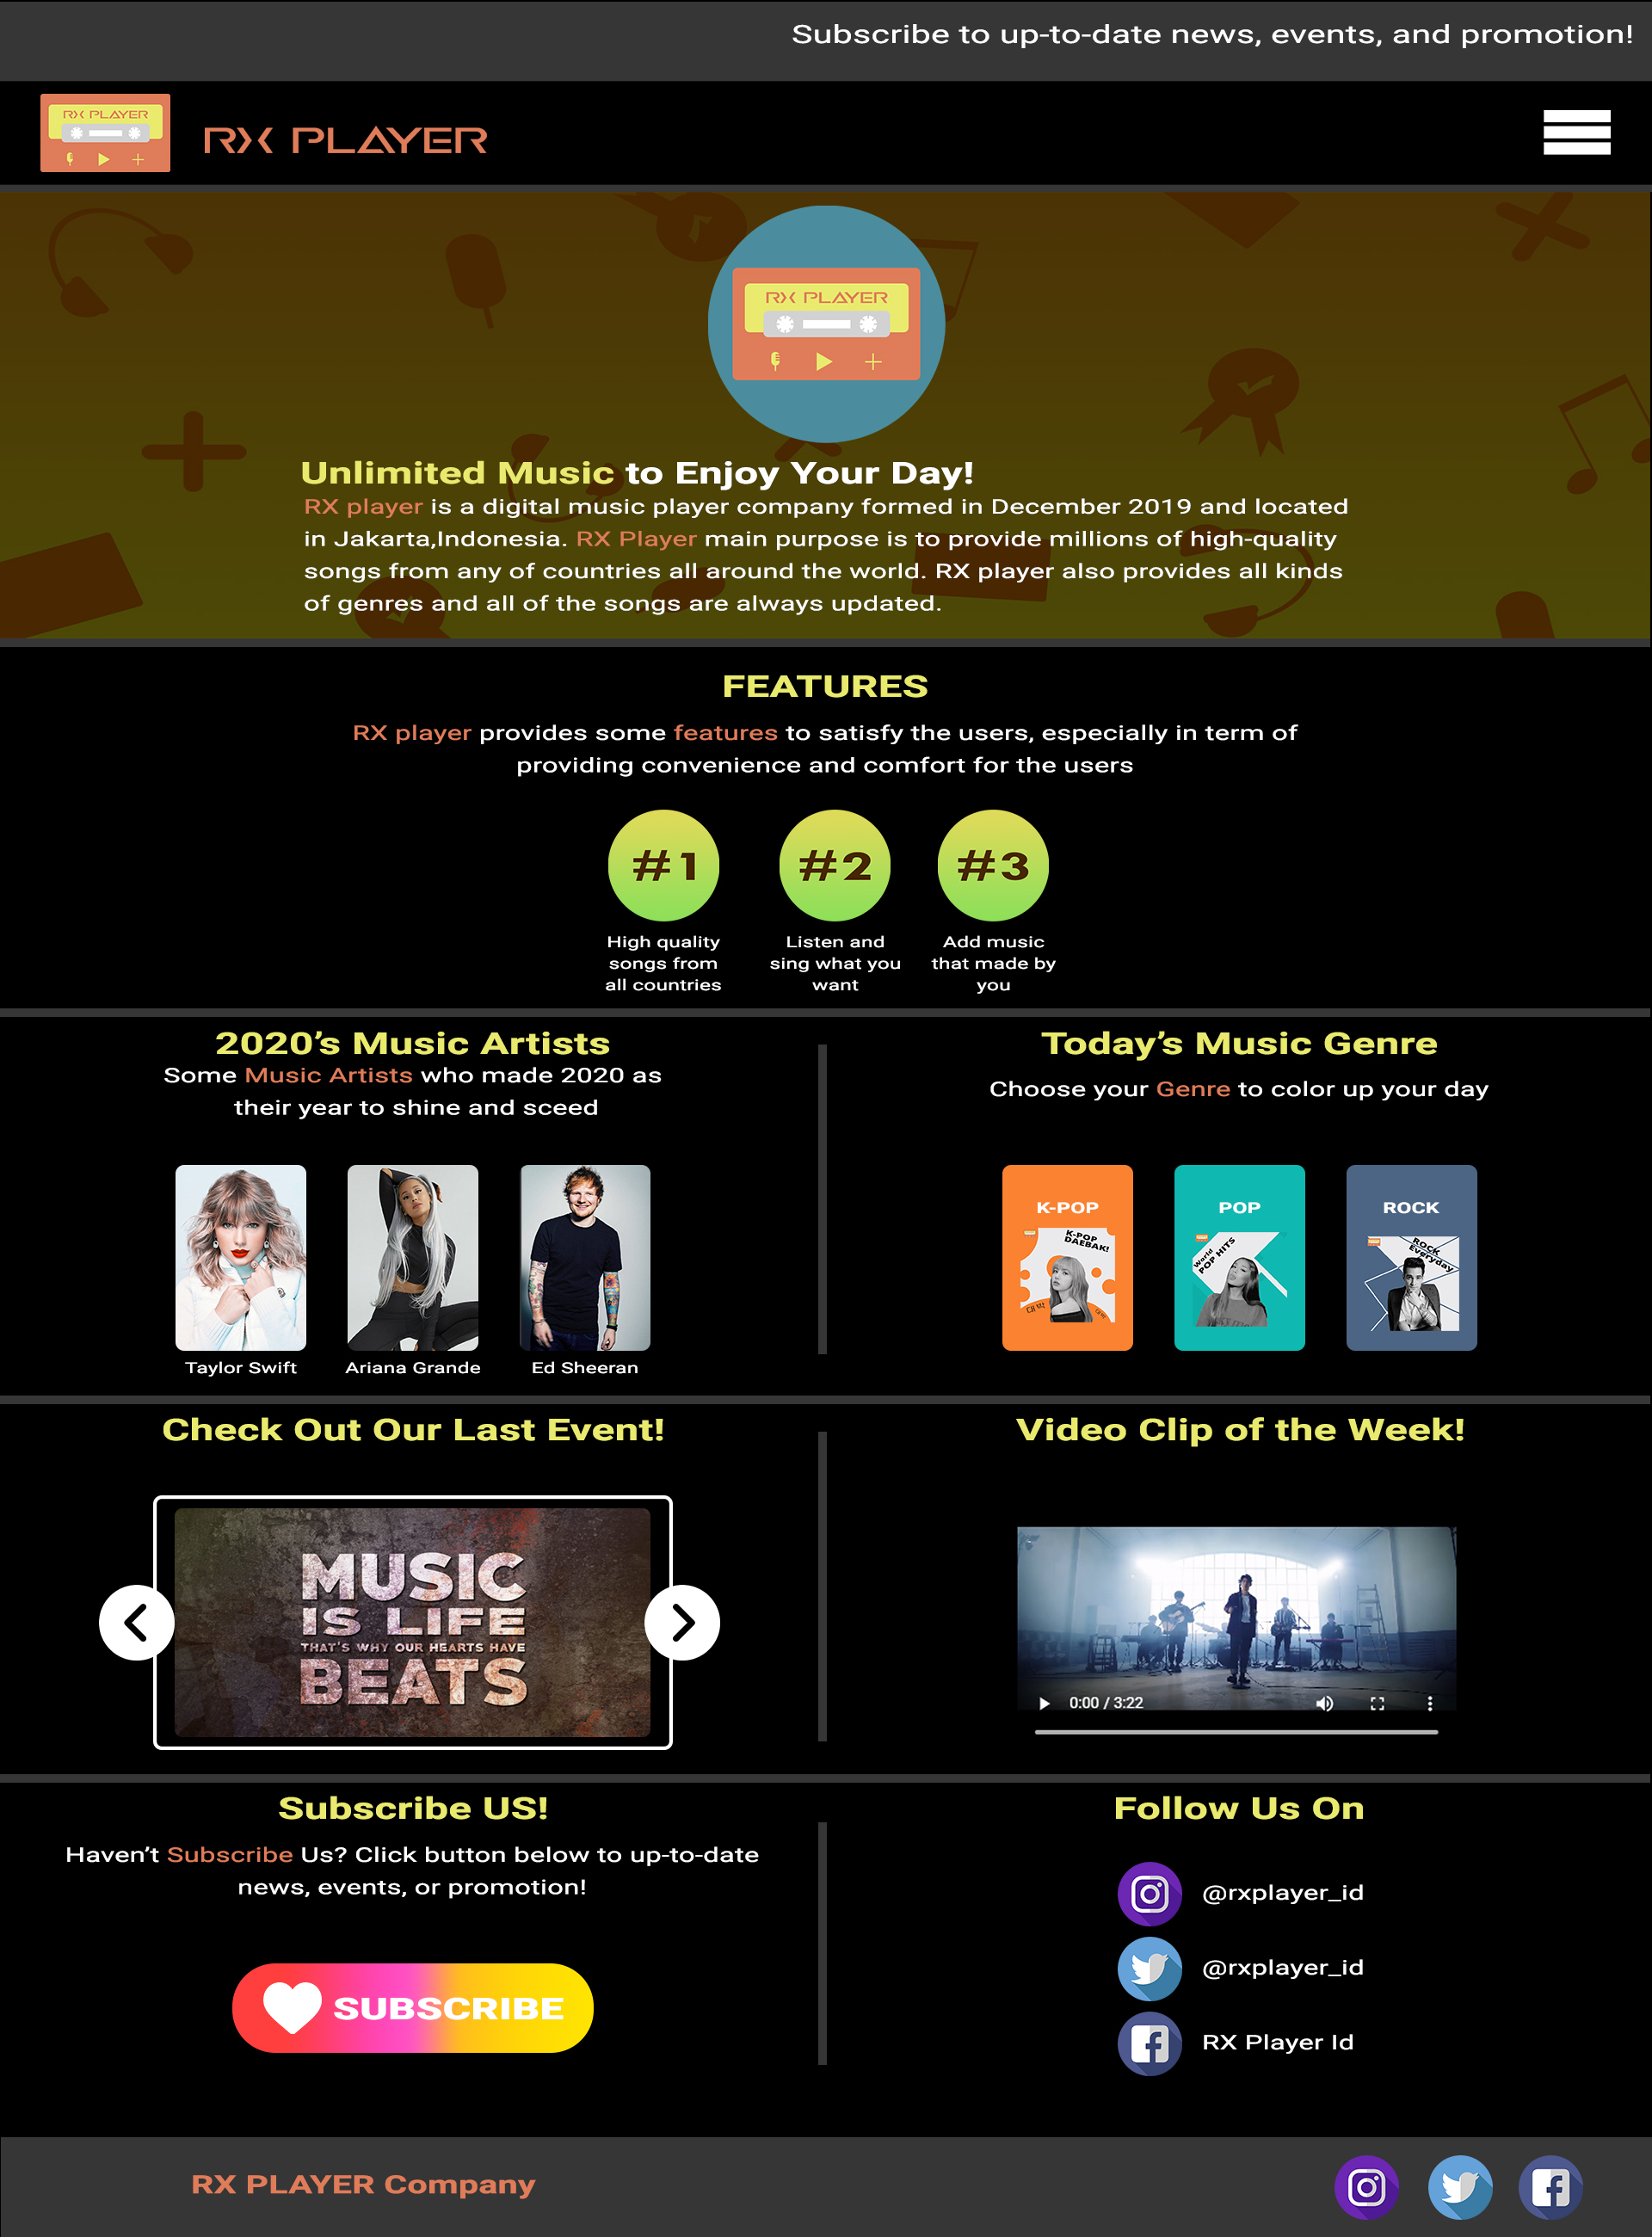 Subscribe to up-to-date news, events, and promotion!
RX PLAYER
RX PLAYER
RX PLAYER
Unlimited Music to Enjoy Your Day!
RX player is a digital music player company formed in December 2019 and located
in Jakarta,Indonesia. RX Player main purpose is to provide millions of high-quality
songs from any of countries all around the world. RX player also provides all kinds
of genres and all of the songs are always updated.
FEATURES
RX player provides some features to satisfy the users, especially in term of
providing convenience and comfort for the users
#1
#2
#3
High quality
songs from
all countries
Listen and
sing what you
want
Add music
that made by
you
2020’s Music Artists
Some Music Artists who made 2020 as
their year to shine and sceed
Taylor Swift
Ariana Grande
Ed Sheeran
Today’s Music Genre
Choose your Genre to color up your day
K-POP
K-POP
DAEBAK!
대박
POP
World
POP HITS
ROCK
ROCK
Everyday
Check Out Our Last Event!
MUSIC
IS LIFE
THAT'S WHY OUR HEARTS HAVE
BEATS
Video Clip of the Week!
0:00 / 3:22
Subscribe US!
Haven’t Subscribe Us? Click button below to up-to-date
news, events, or promotion!
SUBSCRIBE
Follow Us On
@rxplayer_id
@rxplayer_id
RX Player Id
RX PLAYER Company